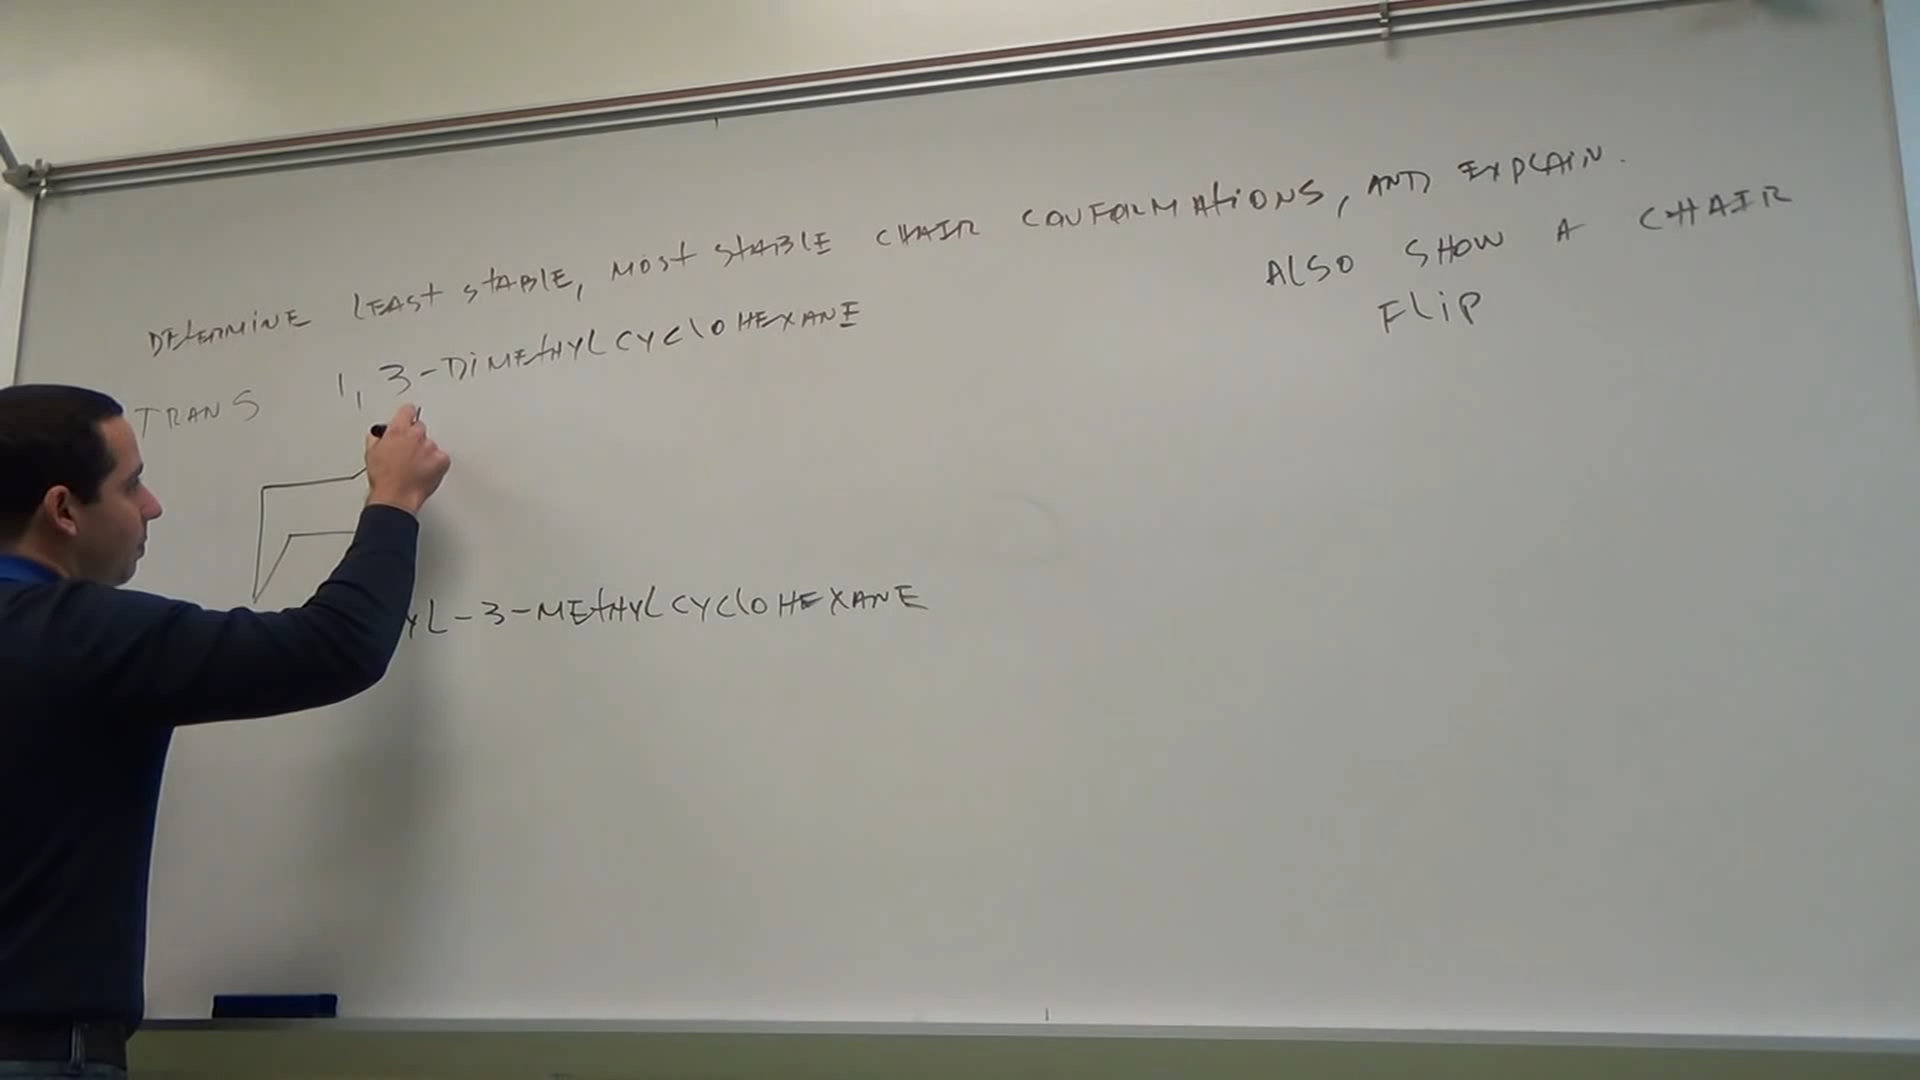 DETERMINE LEAST STABLE, MOST STABLE CHAIR CONFORMATIONS, AND EXPLAIN.
ALSO SHOW A CHAIR
FLIP
TRANS 1, 3-DIMETHYLCYCLOHEXANE
YL-3-METHYLCYCLOHEXANE